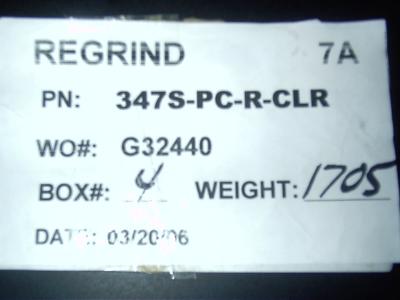 REGRIND 7A
PN: 347S-PC-R-CLR
WO#: G32440
BOX#: 4 WEIGHT: 1705
DATE: 03/20/06